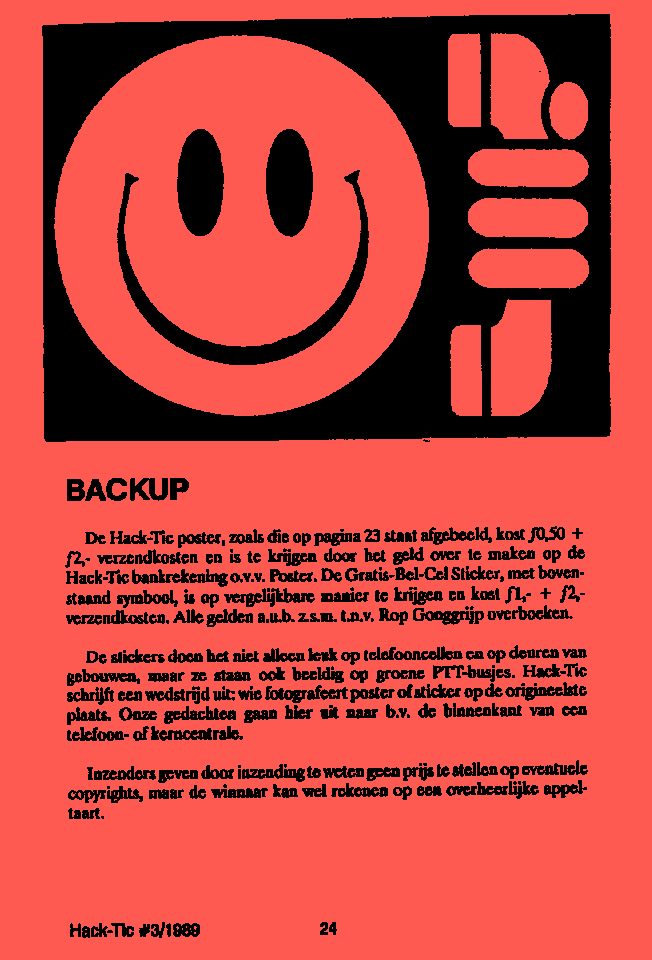 BACKUP
De Hack-Tic poster, zoals die op pagina 23 staat afgebeeld, kost f0,50 +
f2,- verzendkosten en is te krijgen door het geld over te maken op de
Hack-Tic bankrekening o.v.v. Poster. De Gratis-Bel-Cel Sticker, met boven-
staand symbool, is op vergelijkbare manier te krijgen en kost f1,- + f2,-
verzendkosten. Alle gelden a.u.b. z.s.m. t.n.v. Rop Gonggrijp overboeken.
De stickers doen het niet alleen leuk op telefooncellen en op deuren van
gebouwen, maar ze staan ook beeldig op groene PTT-busjes. Hack-Tic
schrijft een wedstrijd uit: wie fotografeert poster of sticker op de origineelste
plaats. Onze gedachten gaan hier uit naar b.v. de binnenkant van een
telefoon- of kerncentrale.
Inzenders geven door inzending te weten geen prijs te stellen op eventuele
copyrights, maar de winnaar kan wel rekenen op een overheerlijke appel-
taart.
Hack-Tic #3/1989 24